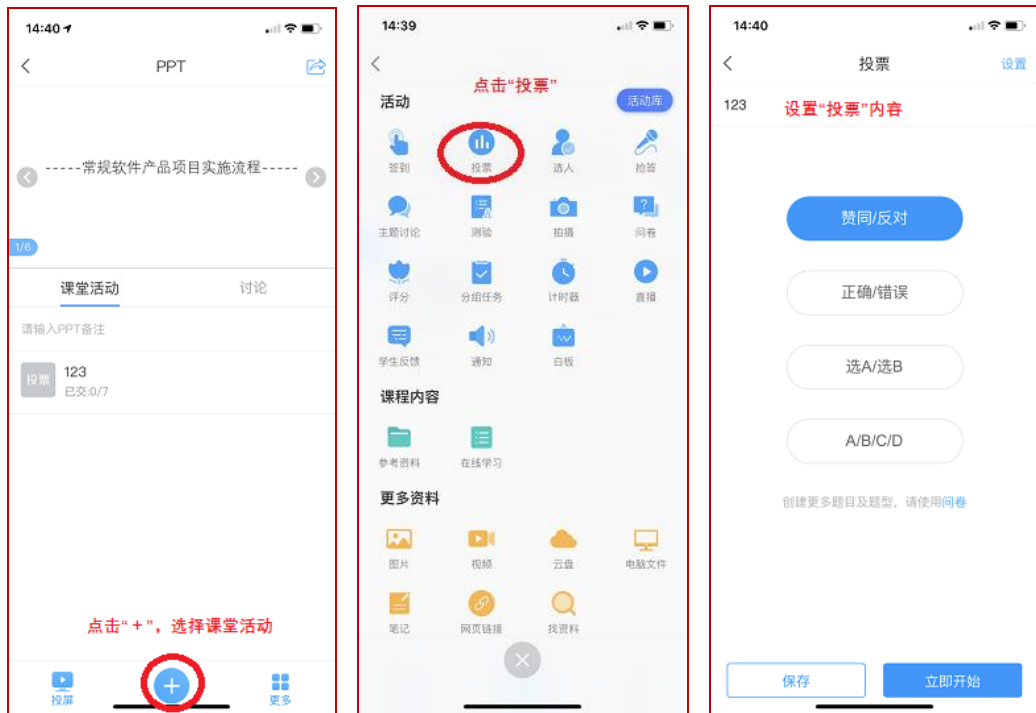 14:40
PPT
-----常规软件产品项目实施流程-----
1/6
课堂活动 讨论
请输入PPT备注
投票
123
已交:0/7
点击“+”，选择课堂活动
投屏
更多
14:39
点击“投票”
活动
活动库
签到 投票 选人 抢答
主题讨论 测验 拍摄 问卷
评分 分组任务 计时器 直播
学生反馈 通知 白板
课程内容
参考资料 在线学习
更多资料
图片 视频 云盘 电脑文件
笔记 网页链接 找资料
14:40
投票 设置
123
设置“投票”内容
赞同/反对
正确/错误
选A/选B
A/B/C/D
创建更多题目及题型，请使用问卷
保存 立即开始